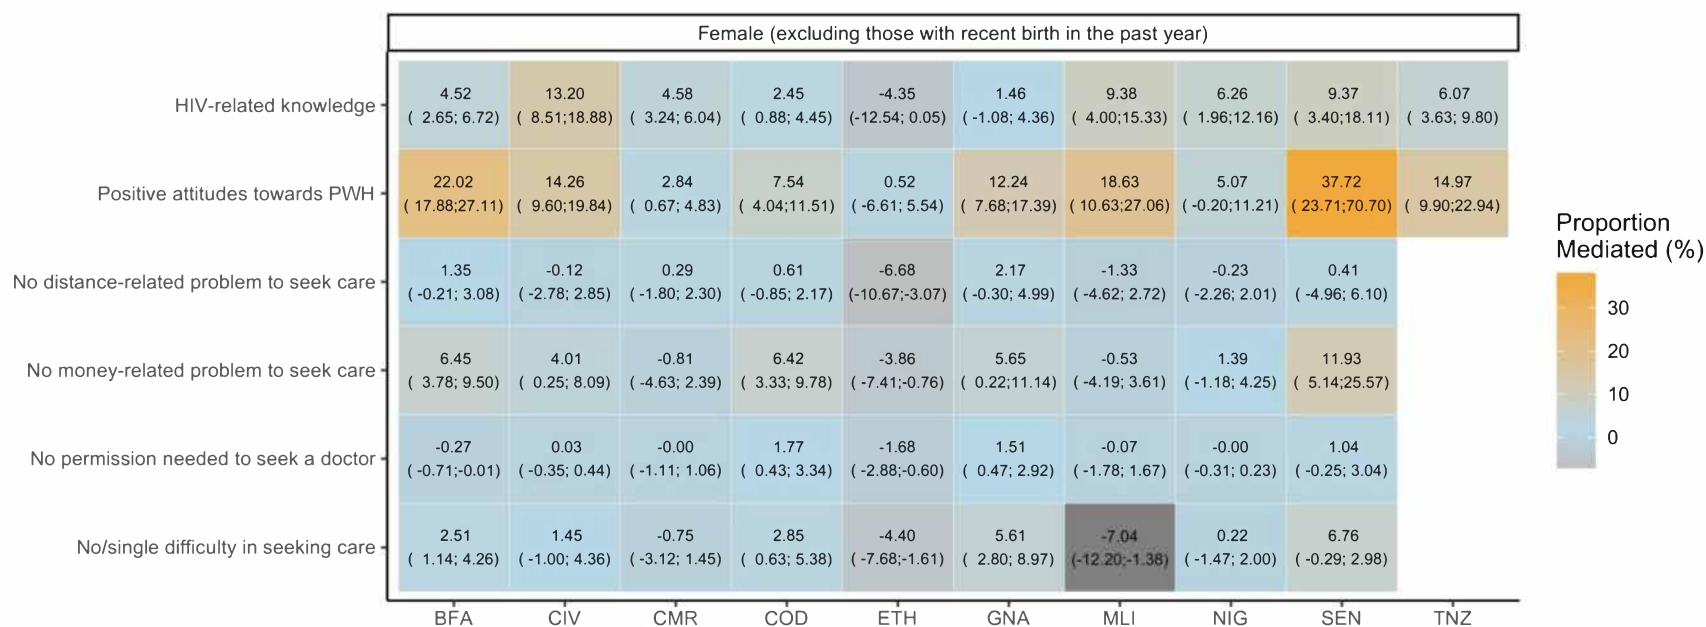 Female (excluding those with recent birth in the past year)
HIV-related knowledge
4.52 13.20 4.58 2.45 -4.35 1.46 9.38 6.26 9.37 6.07
( 2.65; 6.72) ( 8.51;18.88) ( 3.24; 6.04) ( 0.88; 4.45) (-12.54; 0.05) ( -1.08; 4.36) ( 4.00;15.33) ( 1.96;12.16) ( 3.40;18.11) ( 3.63; 9.80)
Positive attitudes towards PWH
22.02 14.26 2.84 7.54 0.52 12.24 18.63 5.07 37.72 14.97
( 17.88;27.11) ( 9.60;19.84) ( 0.67; 4.83) ( 4.04;11.51) ( -6.61; 5.54) ( 7.68;17.39) ( 10.63;27.06) ( -0.20;11.21) ( 23.71;70.70) ( 9.90;22.94)
No distance-related problem to seek care
1.35 -0.12 0.29 0.61 -6.68 2.17 -1.33 -0.23 0.41
( -0.21; 3.08) ( -2.78; 2.85) ( -1.80; 2.30) ( -0.85; 2.17) (-10.67;-3.07) ( -0.30; 4.99) ( -4.62; 2.72) ( -2.26; 2.01) ( -4.96; 6.10)
No money-related problem to seek care
6.45 4.01 -0.81 6.42 -3.86 5.65 -0.53 1.39 11.93
( 3.78; 9.50) ( 0.25; 8.09) ( -4.63; 2.39) ( 3.33; 9.78) ( -7.41;-0.76) ( 0.22;11.14) ( -4.19; 3.61) ( -1.18; 4.25) ( 5.14;25.57)
No permission needed to seek a doctor
-0.27 0.03 -0.00 1.77 -1.68 1.51 -0.07 -0.00 1.04
( -0.71;-0.01) ( -0.35; 0.44) ( -1.11; 1.06) ( 0.43; 3.34) ( -2.88;-0.60) ( 0.47; 2.92) ( -1.78; 1.67) ( -0.31; 0.23) ( -0.25; 3.04)
No/single difficulty in seeking care
2.51 1.45 -0.75 2.85 -4.40 5.61 -7.04 0.22 6.76
( 1.14; 4.26) ( -1.00; 4.36) ( -3.12; 1.45) ( 0.63; 5.38) ( -7.68;-1.61) ( 2.80; 8.97) (-12.20;-1.38) ( -1.47; 2.00) ( -0.29; 2.98)
BFA CIV CMR COD ETH GNA MLI NIG SEN TNZ
Proportion
Mediated (%)
30
20
10
0